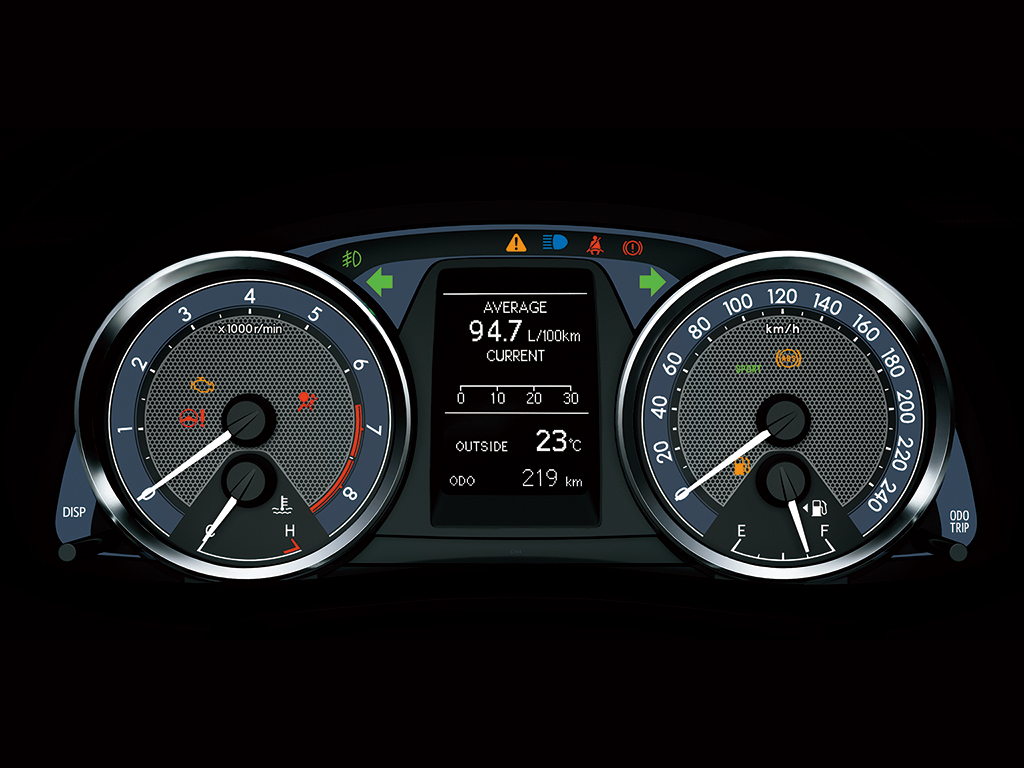 1
2
3
4
5
6
7
8
x1000r/min
0
C
H
DISP
AVERAGE
94.7 L/100km
CURRENT
0 10 20 30
OUTSIDE 23°C
ODO 219 km
0
20
40
60
80
100
120
140
160
180
200
220
240
km/h
SPORT
E
F
ODO
TRIP